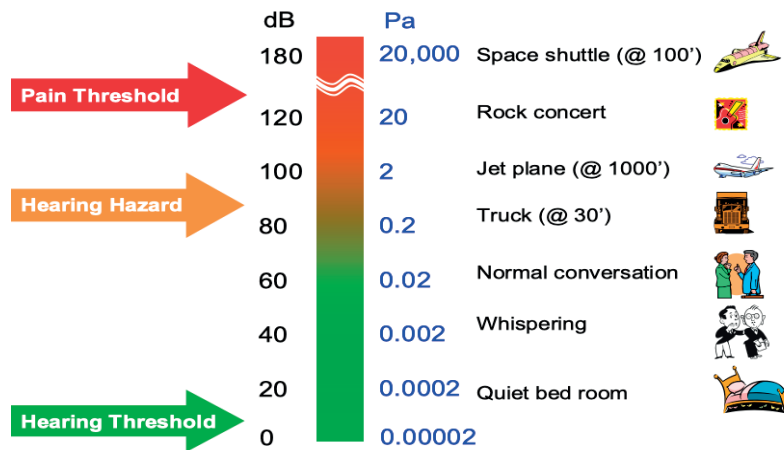 dB Pa
180 20,000 Space shuttle (@ 100')
Pain Threshold
120 20 Rock concert
100 2 Jet plane (@ 1000')
Hearing Hazard
80 0.2 Truck (@ 30')
60 0.02 Normal conversation
40 0.002 Whispering
20 0.0002 Quiet bed room
Hearing Threshold
0 0.00002